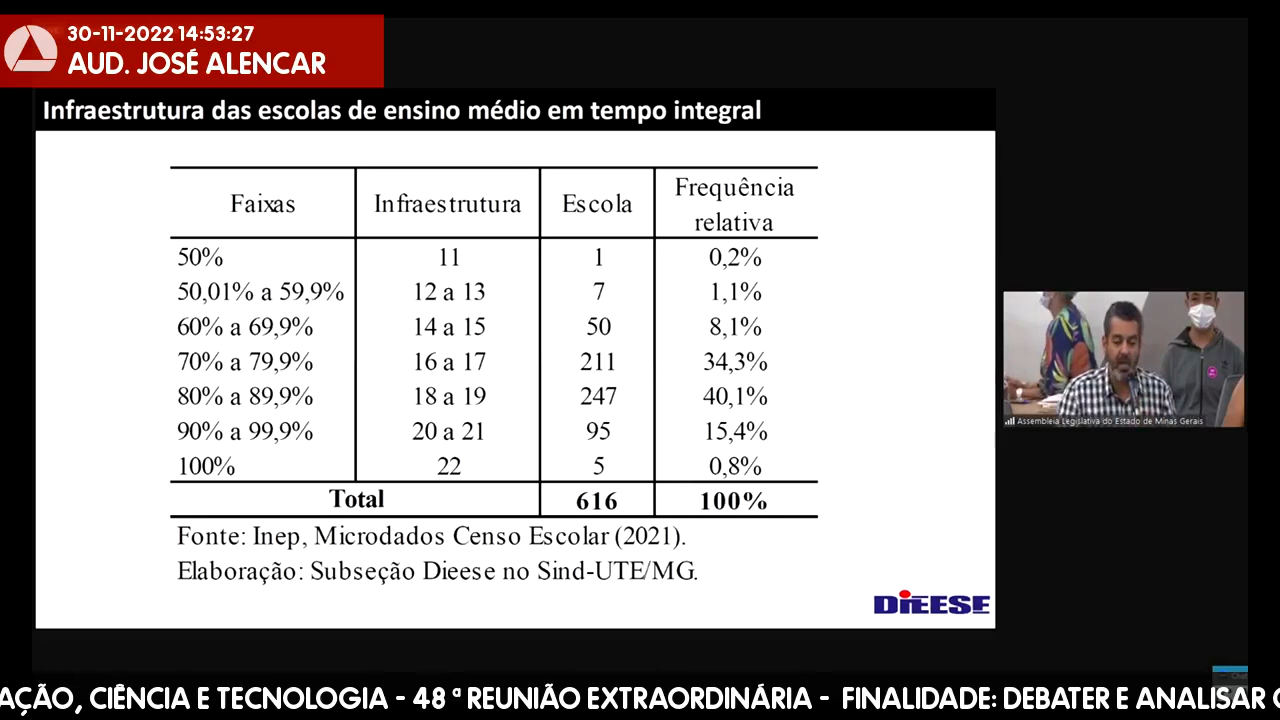 30-11-2022 14:53:27
AUD. JOSÉ ALENCAR
Infraestrutura das escolas de ensino médio em tempo integral
Faixas Infraestrutura Escola Frequência relativa
50% 11 1 0,2%
50,01% a 59,9% 12 a 13 7 1,1%
60% a 69,9% 14 a 15 50 8,1%
70% a 79,9% 16 a 17 211 34,3%
80% a 89,9% 18 a 19 247 40,1%
90% a 99,9% 20 a 21 95 15,4%
100% 22 5 0,8%
Total 616 100%
Fonte: Inep, Microdados Censo Escolar (2021).
Elaboração: Subseção Dieese no Sind-UTE/MG.
DIEESE
Assembleia Legislativa do Estado de Minas Gerais
AÇÃO, CIÊNCIA E TECNOLOGIA - 48ª REUNIÃO EXTRAORDINÁRIA - FINALIDADE: DEBATER E ANALISAR